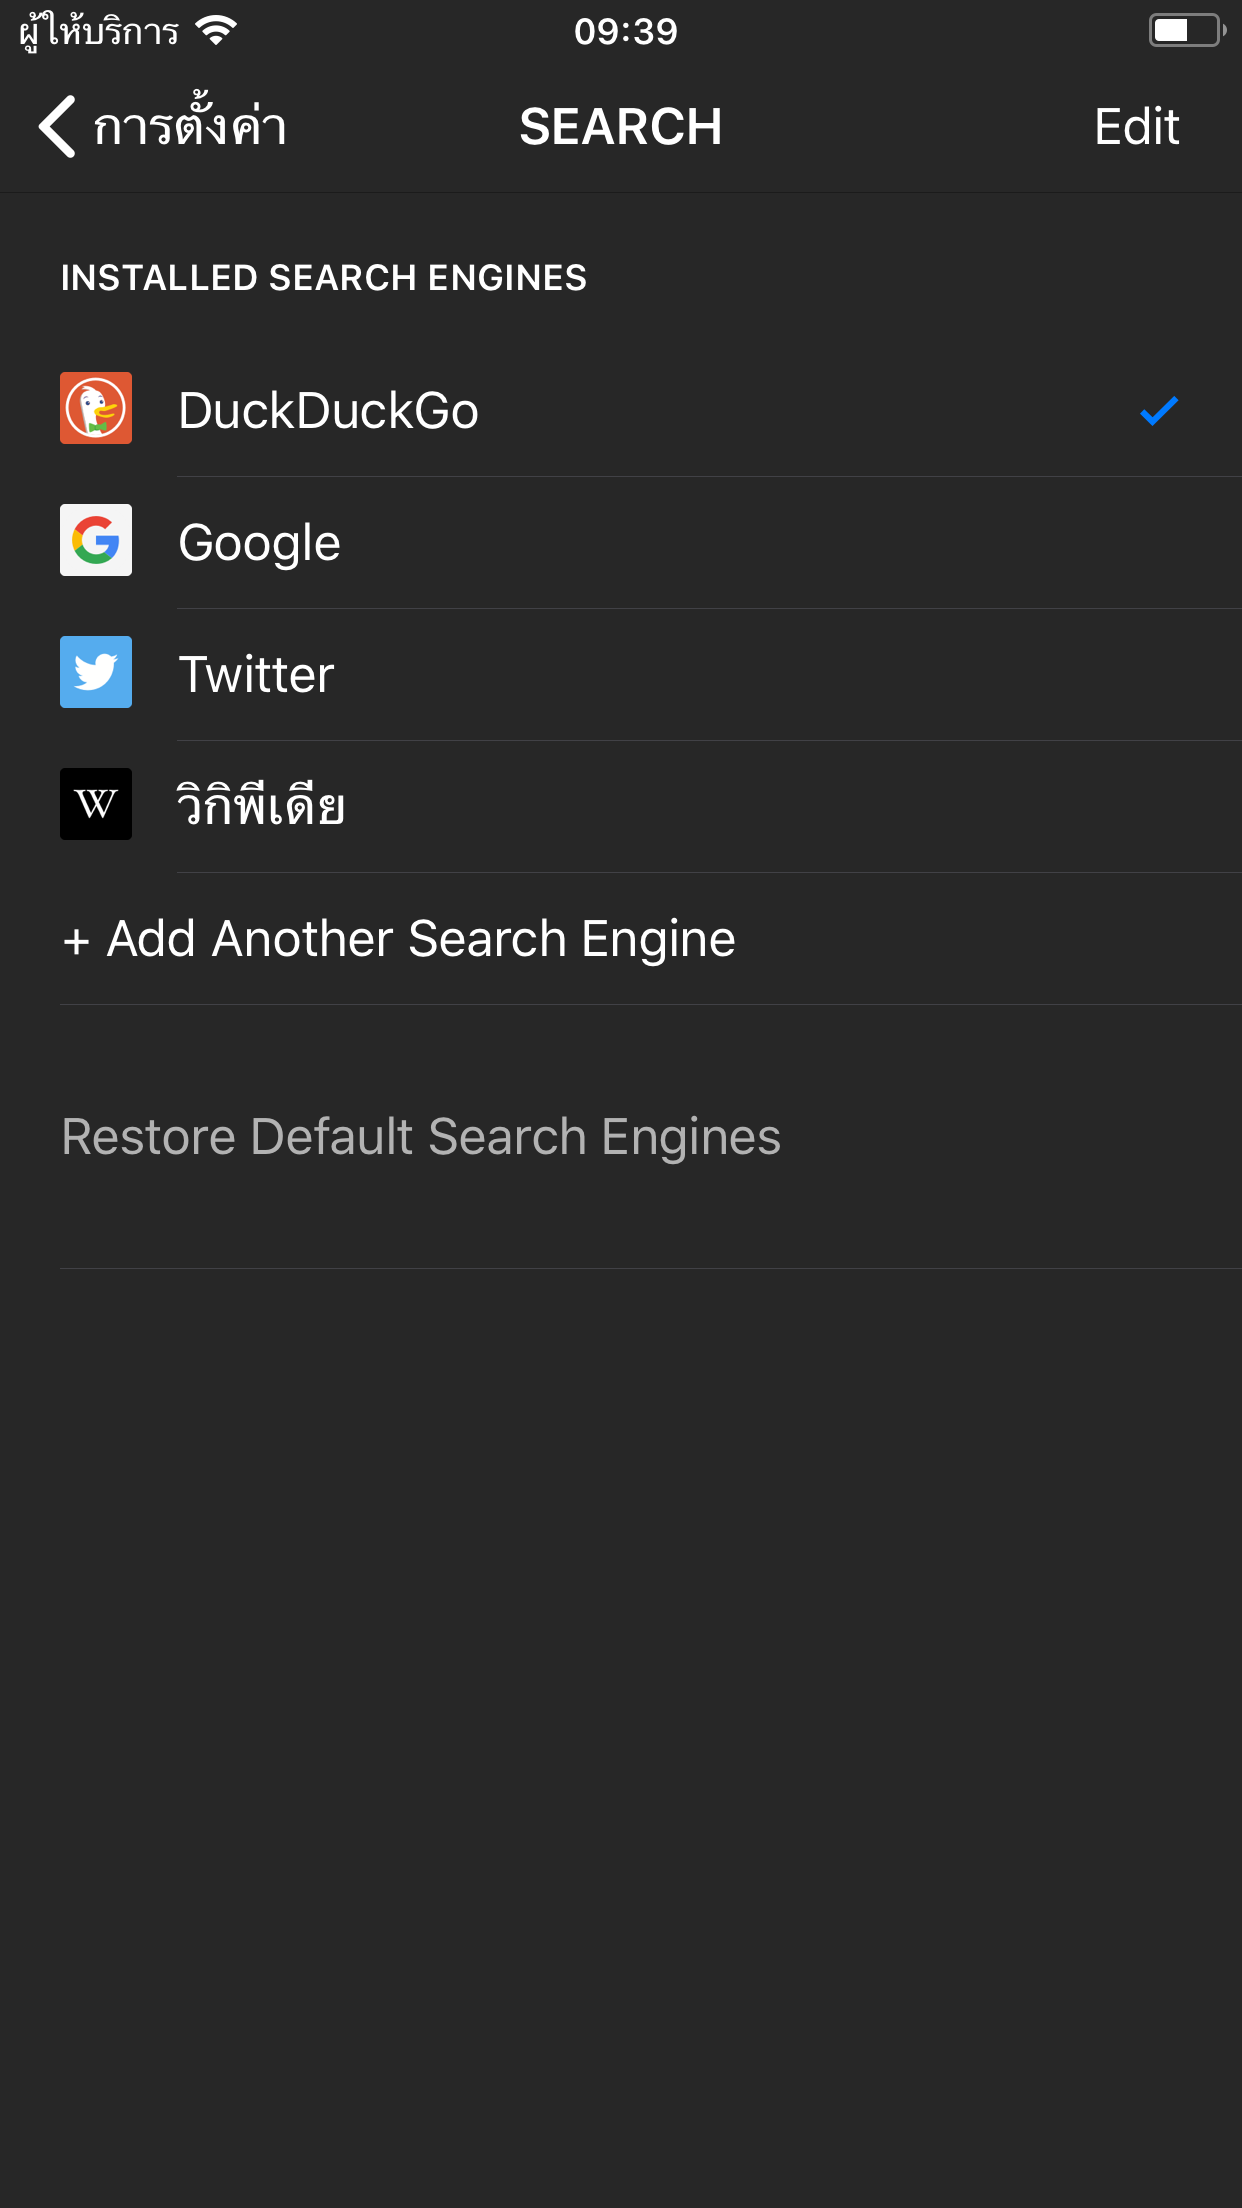 ผู้ให้บริการ 09:39
การตั้งค่า SEARCH Edit
INSTALLED SEARCH ENGINES
DuckDuckGo
Google
Twitter
W วิกิพีเดีย
+ Add Another Search Engine
Restore Default Search Engines